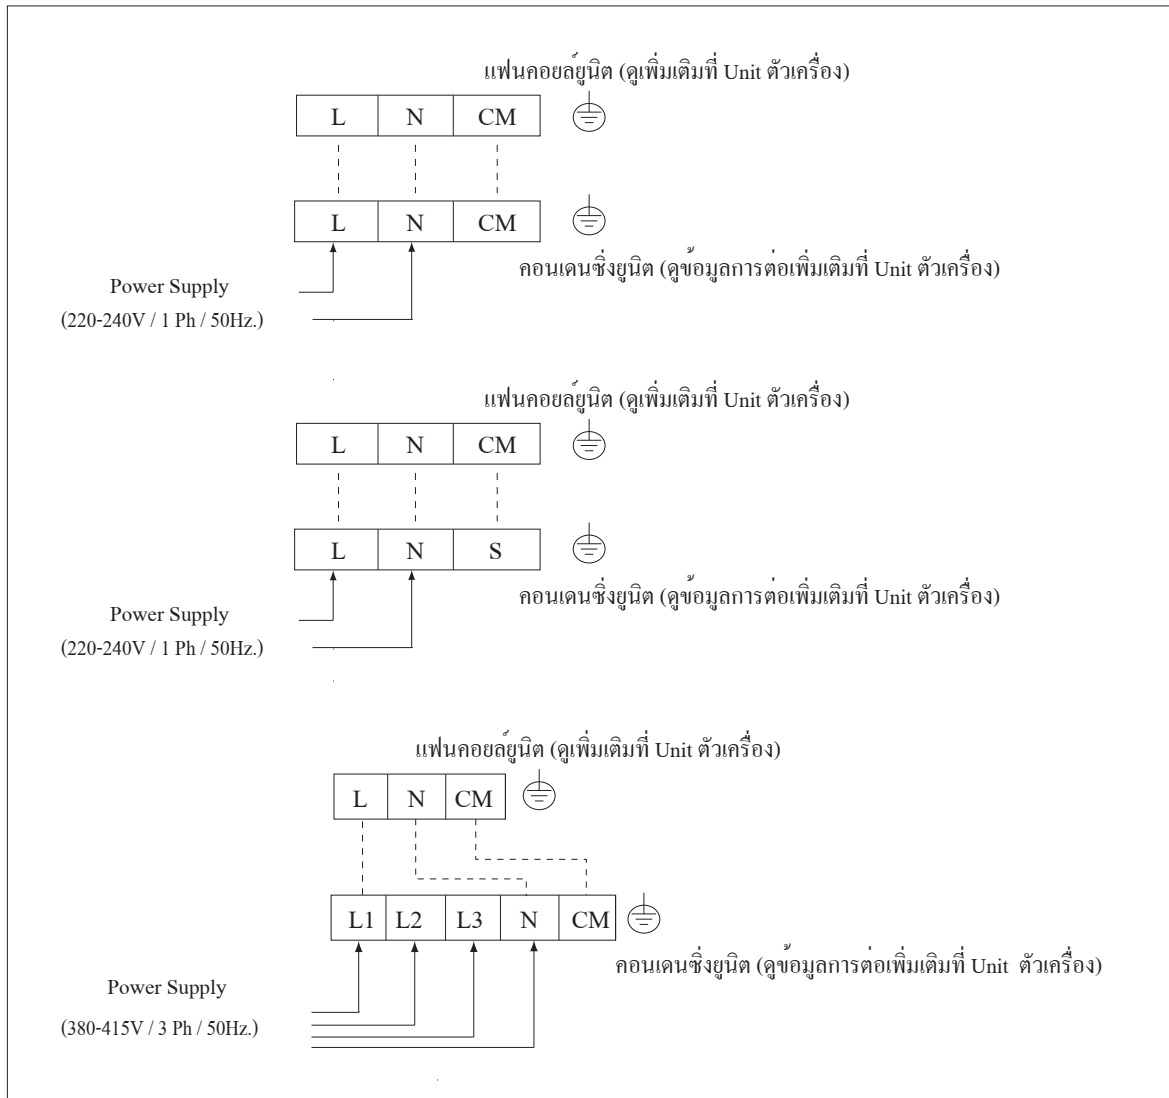 แฟนคอยล์ยูนิต (ดูเพิ่มเติมที่ Unit ตัวเครื่อง)
L N CM
L N CM
คอนเดนซิ่งยูนิต (ดูข้อมูลการต่อเพิ่มเติมที่ Unit ตัวเครื่อง)
Power Supply
(220-240V / 1 Ph / 50Hz.)
แฟนคอยล์ยูนิต (ดูเพิ่มเติมที่ Unit ตัวเครื่อง)
L N CM
L N S
คอนเดนซิ่งยูนิต (ดูข้อมูลการต่อเพิ่มเติมที่ Unit ตัวเครื่อง)
Power Supply
(220-240V / 1 Ph / 50Hz.)
แฟนคอยล์ยูนิต (ดูเพิ่มเติมที่ Unit ตัวเครื่อง)
L N CM
L1 L2 L3 N CM
คอนเดนซิ่งยูนิต (ดูข้อมูลการต่อเพิ่มเติมที่ Unit ตัวเครื่อง)
Power Supply
(380-415V / 3 Ph / 50Hz.)